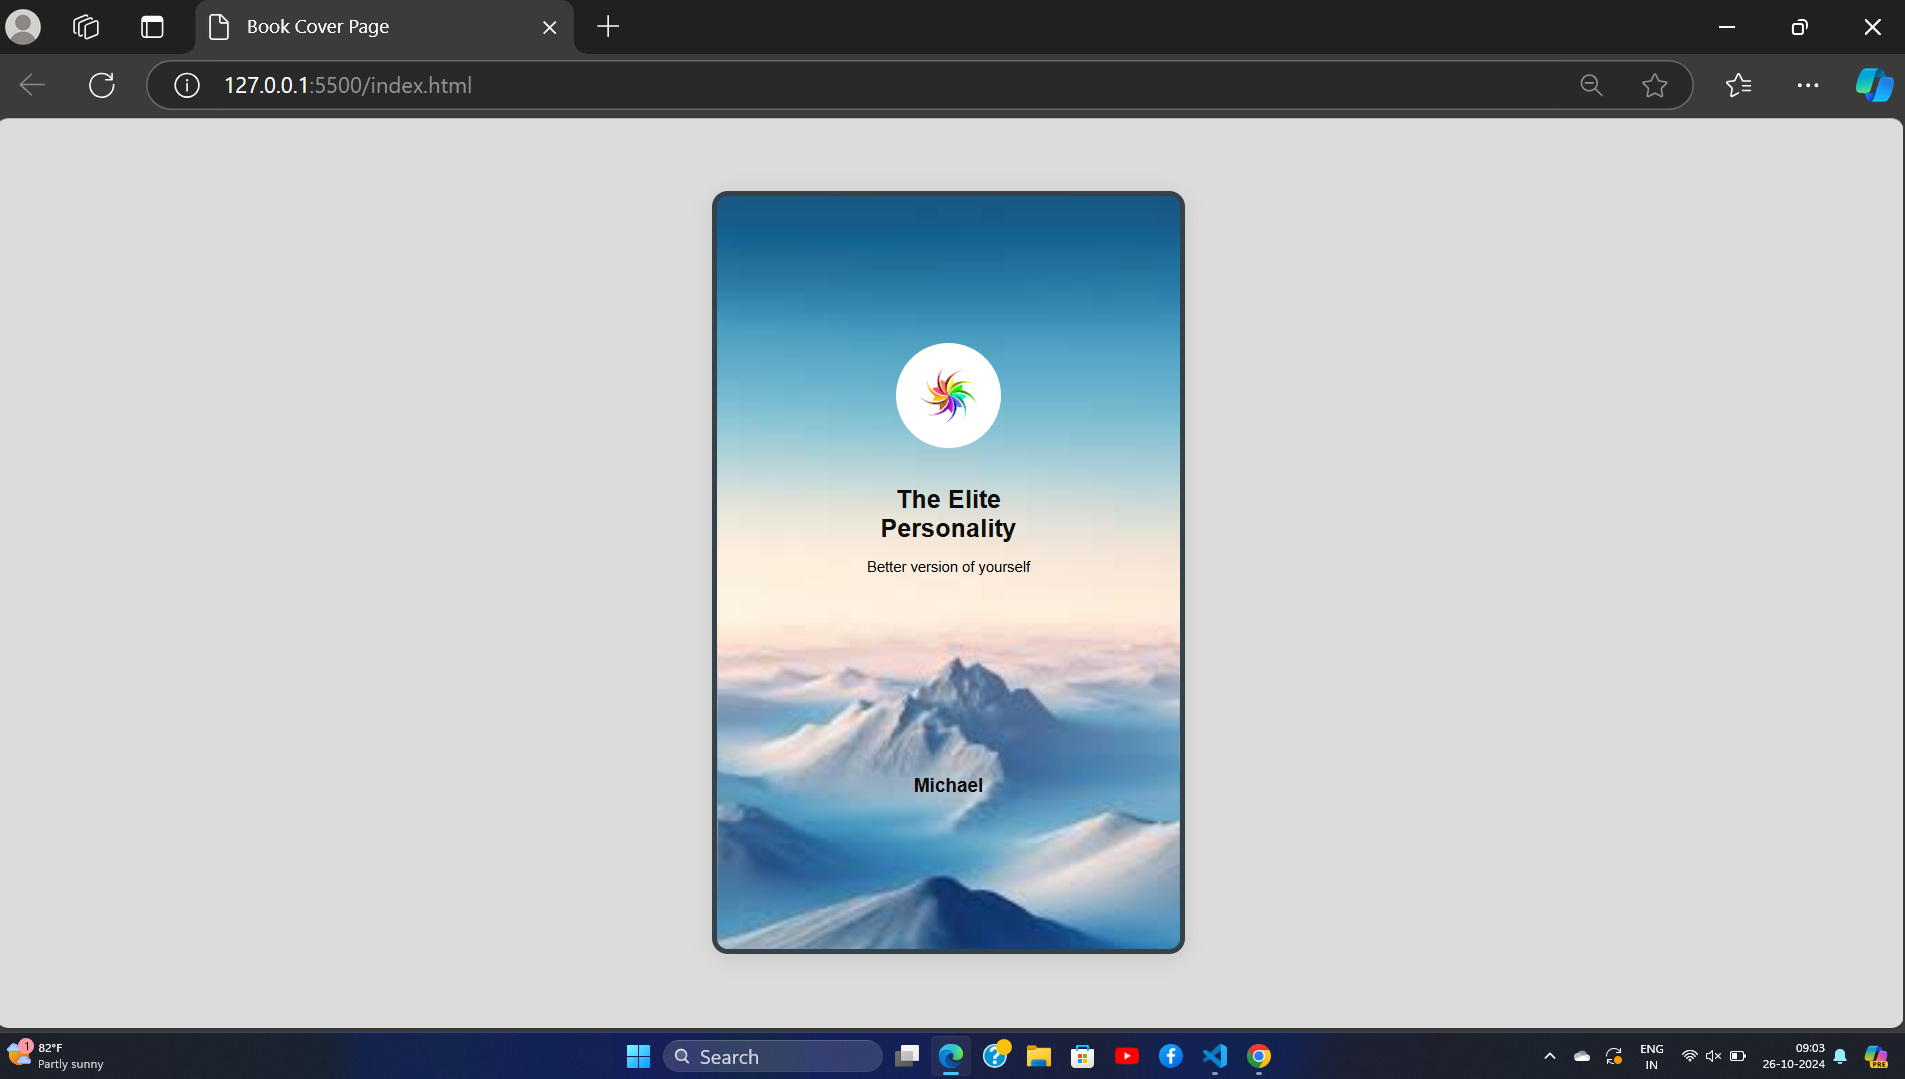 Book Cover Page
127.0.0.1:5500/index.html
The Elite
Personality
Better version of yourself
Michael
1
82°F
Partly sunny
Search
ENG
IN
09:03
26-10-2024
PRE